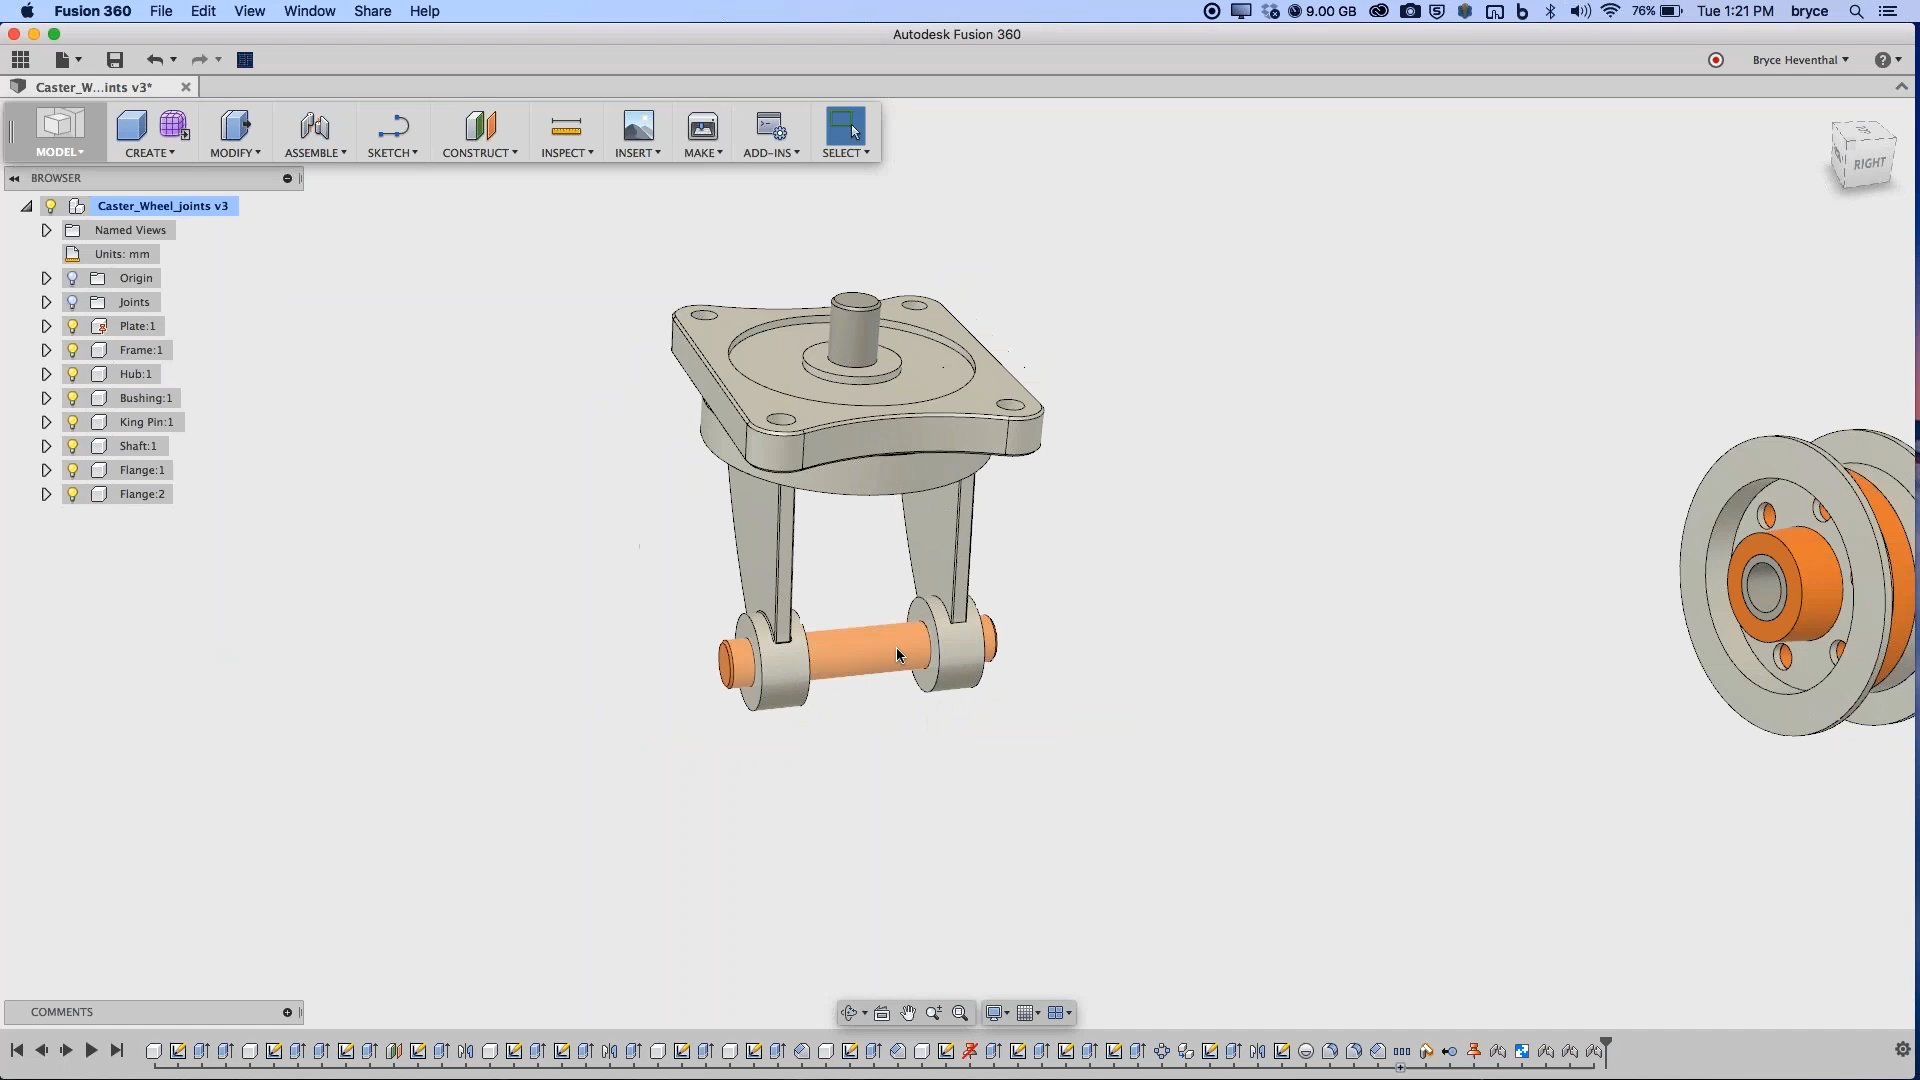 Fusion 360 File Edit View Window Share Help 9.00 GB 76% Tue 1:21 PM bryce
Autodesk Fusion 360
Bryce Heventhal
Caster_W...ints v3*
MODEL CREATE MODIFY ASSEMBLE SKETCH CONSTRUCT INSPECT INSERT MAKE ADD-INS SELECT
RIGHT
BROWSER
Caster_Wheel_joints v3
Named Views
Units: mm
Origin
Joints
Plate:1
Frame:1
Hub:1
Bushing:1
King Pin:1
Shaft:1
Flange:1
Flange:2
COMMENTS